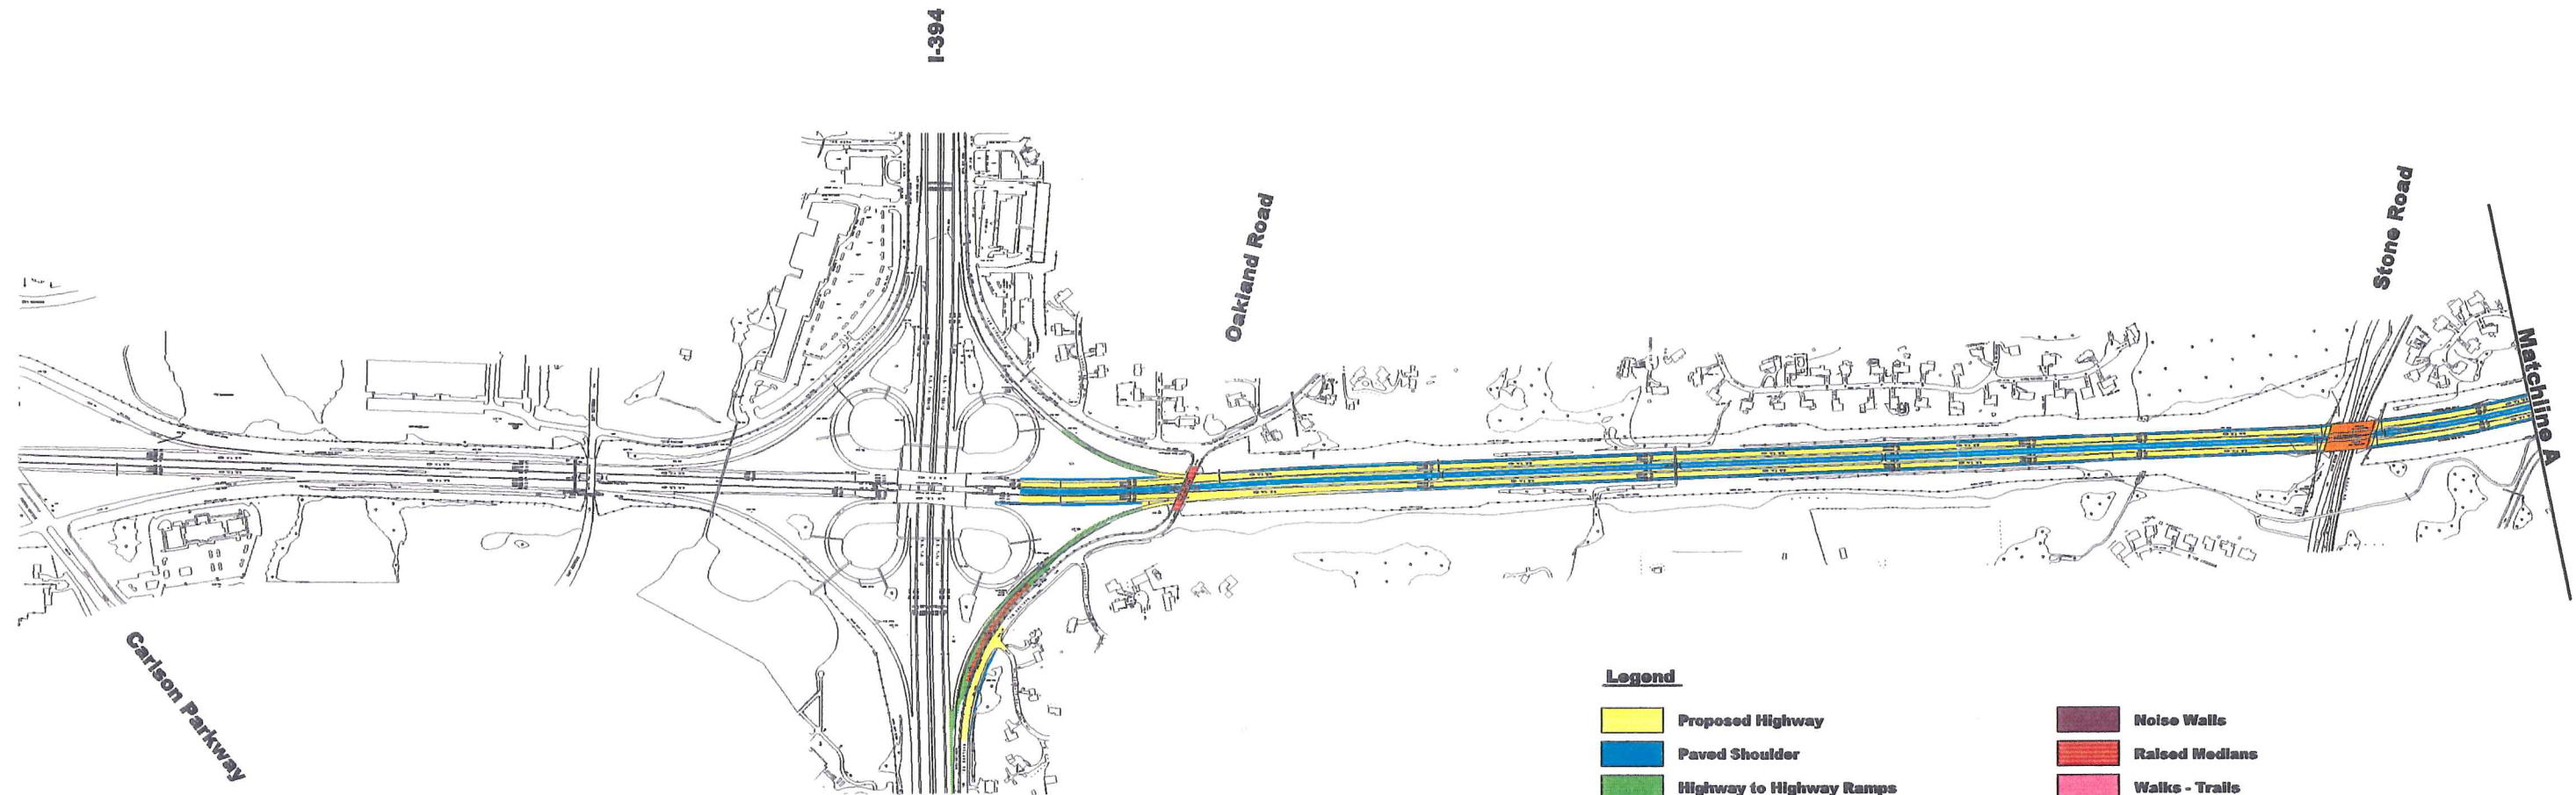 I-394
Oakland Road
Stone Road
Matchline A
Carlson Parkway
Legend
Proposed Highway
Paved Shoulder
Highway to Highway Ramps
Noise Walls
Raised Medians
Walks - Trails